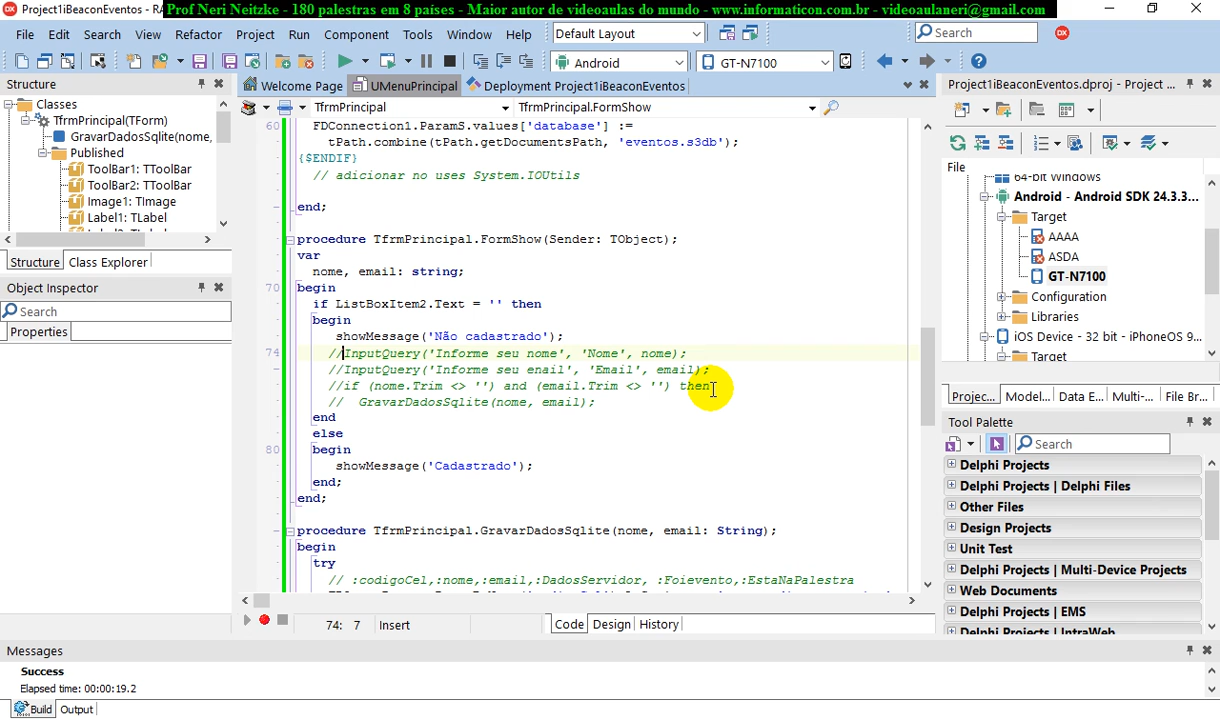 Project1iBeaconEventos - RA
Prof Neri Neitzke - 180 palestras em 8 países - Maior autor de videoaulas do mundo - www.informaticon.com.br - videoaulaneri@gmail.com
File Edit Search View Refactor Project Run Component Tools Window Help
Default Layout
Search
DX
Android
GT-N7100
Structure
Welcome Page UMenuPrincipal Deployment Project1iBeaconEventos
Project1iBeaconEventos.dproj - Project ...
Classes
TfrmPrincipal(TForm)
GravarDadosSqlite(nome,
Published
ToolBar1: TToolBar
ToolBar2: TToolBar
Image1: TImage
Label1: TLabel
Structure Class Explorer
Object Inspector
Search
Properties
TfrmPrincipal TfrmPrincipal.FormShow
60 FDConnection1.ParamS.values['database'] :=
tPath.combine(tPath.getDocumentsPath, 'eventos.s3db');
{$ENDIF}
// adicionar no uses System.IOUtils
end;
procedure TfrmPrincipal.FormShow(Sender: TObject);
var
nome, email: string;
70 begin
if ListBoxItem2.Text = '' then
begin
showMessage('Não cadastrado');
74 //InputQuery('Informe seu nome', 'Nome', nome);
//InputQuery('Informe seu enail', 'Email', email);
//if (nome.Trim <> '') and (email.Trim <> '') then
// GravarDadosSqlite(nome, email);
end
else
80 begin
showMessage('Cadastrado');
end;
end;
procedure TfrmPrincipal.GravarDadosSqlite(nome, email: String);
begin
try
// :codigoCel,:nome,:email,:DadosServidor, :Foievento,:EstaNaPalestra
74: 7 Insert
Code Design History
File
64-bit Windows
Android - Android SDK 24.3.3...
Target
AAAA
ASDA
GT-N7100
Configuration
Libraries
iOS Device - 32 bit - iPhoneOS 9...
Target
Projec... Model... Data E... Multi-... File Br...
Tool Palette
Search
Delphi Projects
Delphi Projects | Delphi Files
Other Files
Design Projects
Unit Test
Delphi Projects | Multi-Device Projects
Web Documents
Delphi Projects | EMS
Delphi Projects | IntraWeb
Messages
Success
Elapsed time: 00:00:19.2
Build Output